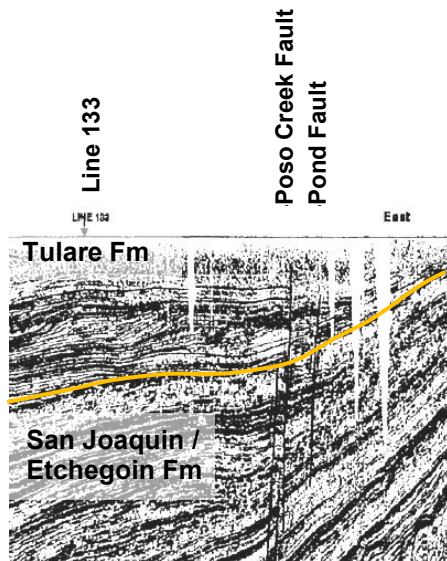 Line 133
Poso Creek Fault
Pond Fault
LINE 133
East
Tulare Fm
San Joaquin /
Etchegoin Fm